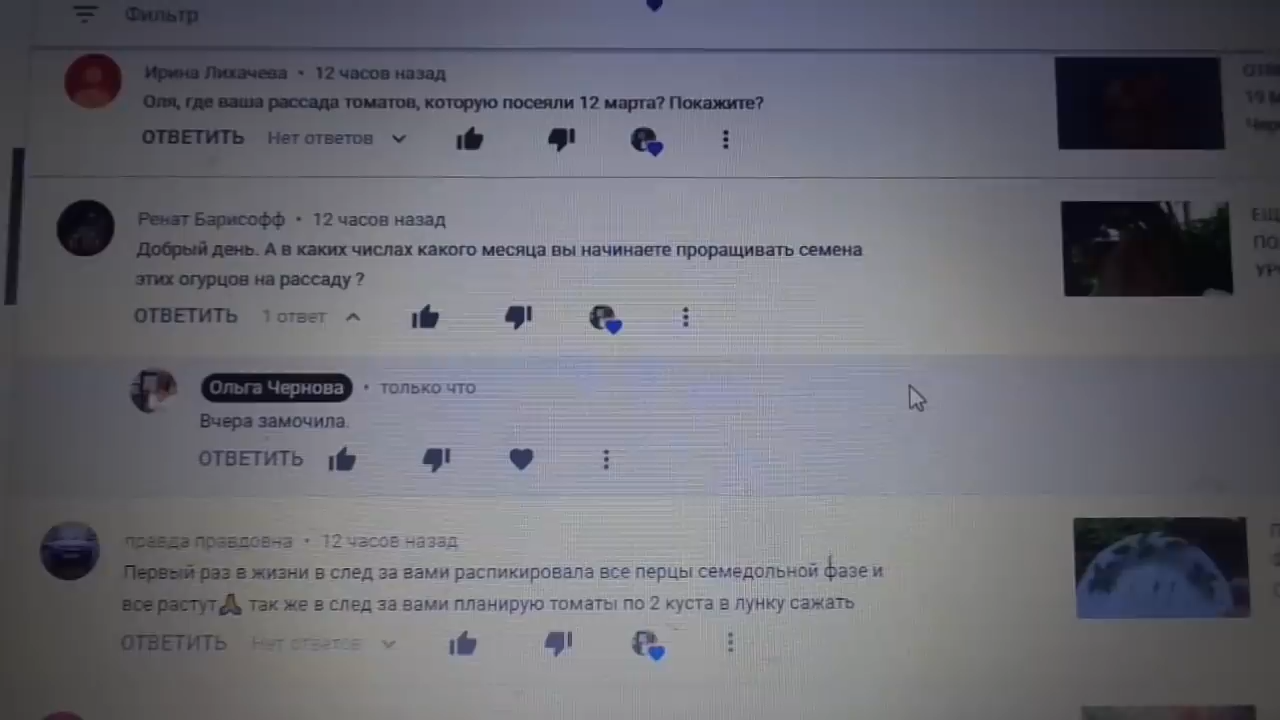 Фильтр
Ирина Лихачева • 12 часов назад
Оля, где ваша рассада томатов, которую посеяли 12 марта? Покажите?
ОТВЕТИТЬ Нет ответов
Ренат Барисофф • 12 часов назад
Добрый день. А в каких числах какого месяца вы начинаете проращивать семена
этих огурцов на рассаду ?
ОТВЕТИТЬ 1 ответ
Ольга Чернова • только что
Вчера замочила.
ОТВЕТИТЬ
правда правдовна • 12 часов назад
Первый раз в жизни в след за вами распикировала все перцы семедольной фазе и
все растут🙏 так же в след за вами планирую томаты по 2 куста в лунку сажать
ОТВЕТИТЬ Нет ответов